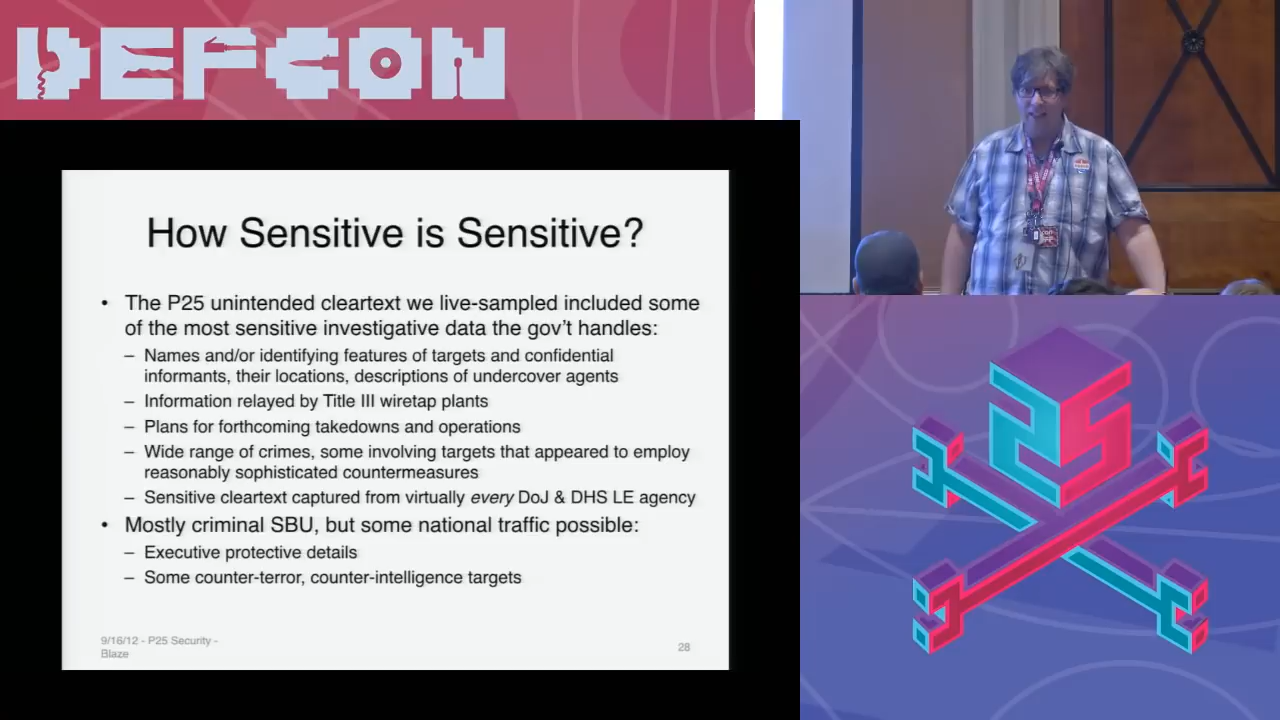 DEFCON
How Sensitive is Sensitive?
• The P25 unintended cleartext we live-sampled included some
of the most sensitive investigative data the gov't handles:
– Names and/or identifying features of targets and confidential
informants, their locations, descriptions of undercover agents
– Information relayed by Title III wiretap plants
– Plans for forthcoming takedowns and operations
– Wide range of crimes, some involving targets that appeared to employ
reasonably sophisticated countermeasures
– Sensitive cleartext captured from virtually every DoJ & DHS LE agency
• Mostly criminal SBU, but some national traffic possible:
– Executive protective details
– Some counter-terror, counter-intelligence targets
9/16/12 - P25 Security -
Blaze
28
25